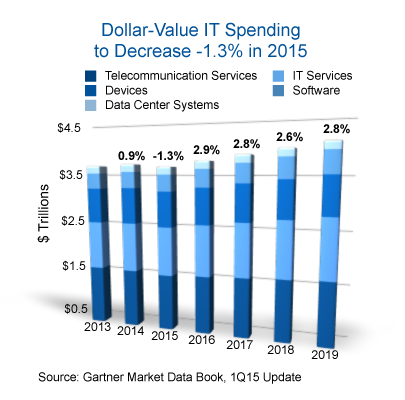 Dollar-Value IT Spending
to Decrease -1.3% in 2015
Telecommunication Services
IT Services
Devices
Software
Data Center Systems
$4.5
$3.5
$2.5
$1.5
$0.5
$ Trillions
0.9%
-1.3%
2.9%
2.8%
2.6%
2.8%
2013
2014
2015
2016
2017
2018
2019
Source: Gartner Market Data Book, 1Q15 Update